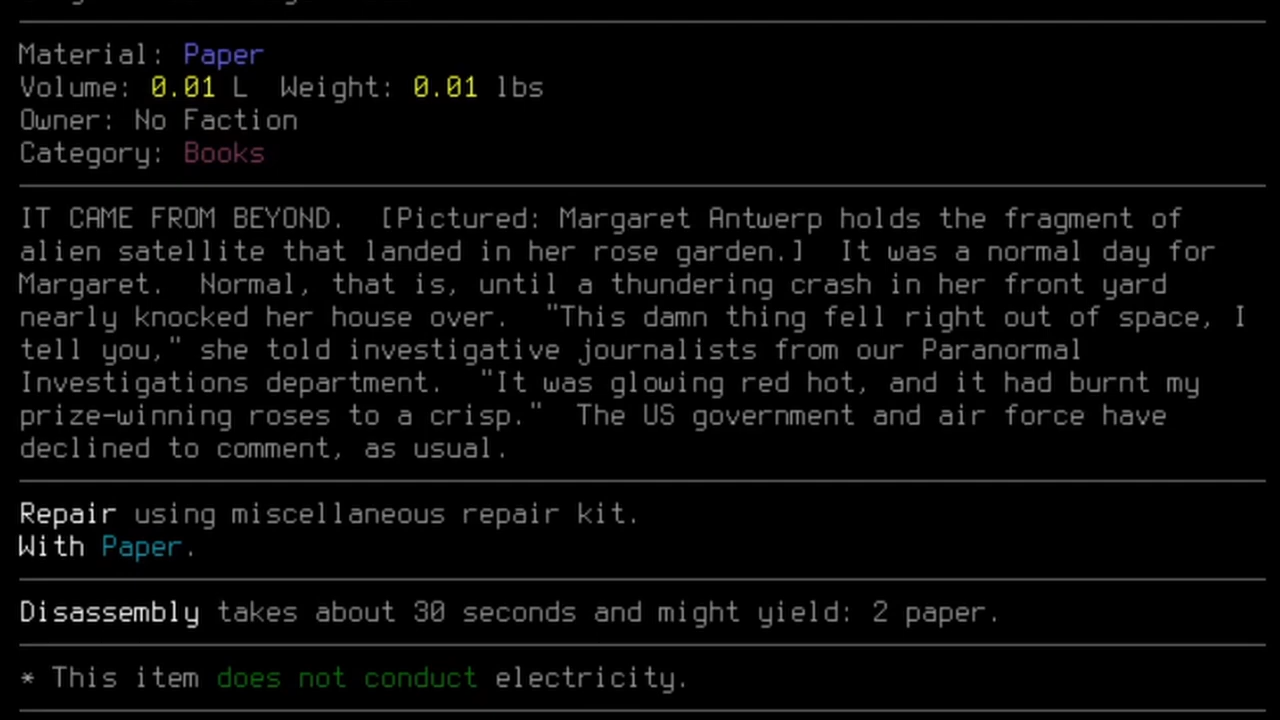 Material: Paper
Volume: 0.01 L  Weight: 0.01 lbs
Owner: No Faction
Category: Books
IT CAME FROM BEYOND.  [Pictured: Margaret Antwerp holds the fragment of
alien satellite that landed in her rose garden.]  It was a normal day for
Margaret.  Normal, that is, until a thundering crash in her front yard
nearly knocked her house over.  "This damn thing fell right out of space, I
tell you," she told investigative journalists from our Paranormal
Investigations department.  "It was glowing red hot, and it had burnt my
prize-winning roses to a crisp."  The US government and air force have
declined to comment, as usual.
Repair using miscellaneous repair kit.
With Paper.
Disassembly takes about 30 seconds and might yield: 2 paper.
* This item does not conduct electricity.